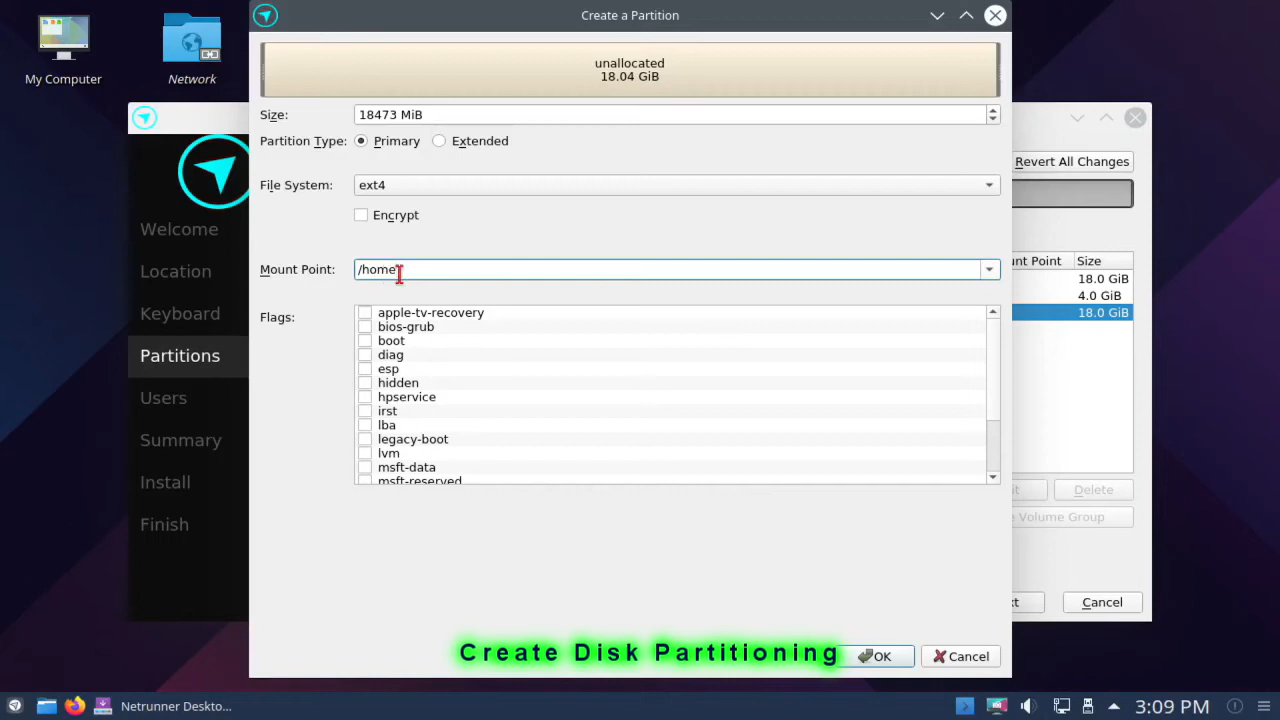 Create a Partition
My Computer
Network
unallocated
18.04 GiB
Size:
18473 MiB
Partition Type:
Primary
Extended
Revert All Changes
File System:
ext4
Encrypt
Welcome
Location
Keyboard
Partitions
Users
Summary
Install
Finish
Mount Point:
/home
unt Point
Size
18.0 GiB
4.0 GiB
18.0 GiB
Flags:
apple-tv-recovery
bios-grub
boot
diag
esp
hidden
hpservice
irst
lba
legacy-boot
lvm
msft-data
msft-reserved
it
Delete
e Volume Group
xt
Cancel
Create Disk Partitioning
OK
Cancel
Netrunner Deskto...
3:09 PM